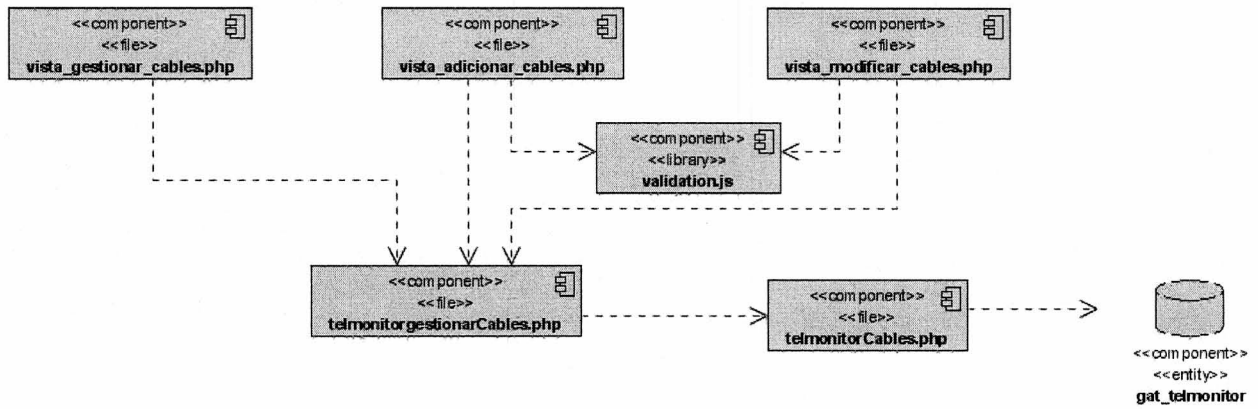 <<component>>
<<file>>
vista_gestionar_cables.php
<<component>>
<<file>>
vista_adicionar_cables.php
<<component>>
<<file>>
vista_modificar_cables.php
<<component>>
<<library>>
validation.js
<<component>>
<<file>>
telmonitorgestionarCables.php
<<component>>
<<file>>
telmonitorCables.php
<<component>>
<<entity>>
gat_telmonitor